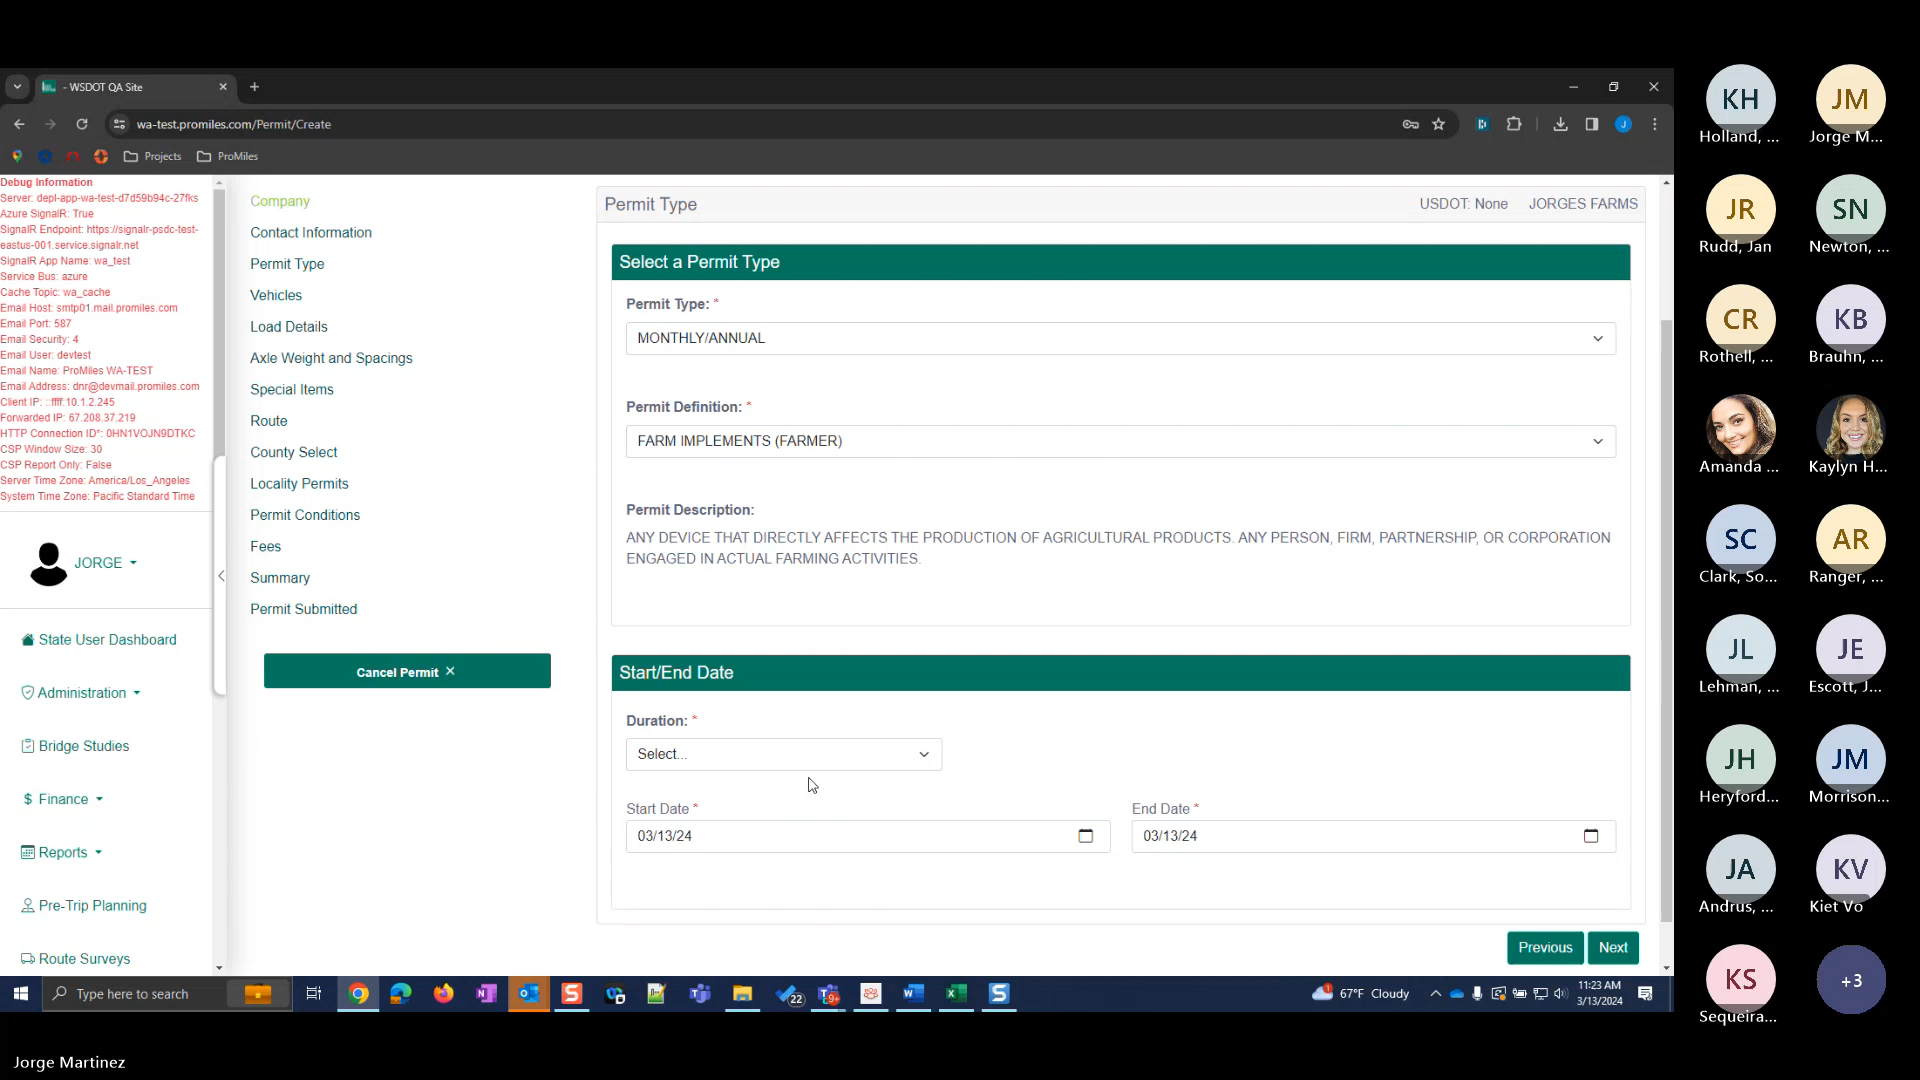 - WSDOT QA Site
wa-test.promiles.com/Permit/Create
Projects
ProMiles
Debug Information
Server: depl-app-wa-test-d7d59b94c-27fks
Azure SignalR: True
SignalR Endpoint: https://signalr-psdc-test-
eastus-001.service.signalr.net
SignalR App Name: wa_test
Service Bus: azure
Cache Topic: wa_cache
Email Host: smtp01.mail.promiles.com
Email Port: 587
Email Security: 4
Email User: devtest
Email Name: ProMiles WA-TEST
Email Address: dnr@devmail.promiles.com
Client IP: ::ffff:10.1.2.245
Forwarded IP: 67.208.37.219
HTTP Connection ID*: 0HN1VOJN9DTKC
CSP Window Size: 30
CSP Report Only: False
Server Time Zone: America/Los_Angeles
System Time Zone: Pacific Standard Time
JORGE
State User Dashboard
Administration
Bridge Studies
$ Finance
Reports
Pre-Trip Planning
Route Surveys
Company
Contact Information
Permit Type
Vehicles
Load Details
Axle Weight and Spacings
Special Items
Route
County Select
Locality Permits
Permit Conditions
Fees
Summary
Permit Submitted
Cancel Permit ✕
Permit Type
USDOT: None
JORGES FARMS
Select a Permit Type
Permit Type: *
MONTHLY/ANNUAL
Permit Definition: *
FARM IMPLEMENTS (FARMER)
Permit Description:
ANY DEVICE THAT DIRECTLY AFFECTS THE PRODUCTION OF AGRICULTURAL PRODUCTS. ANY PERSON, FIRM, PARTNERSHIP, OR CORPORATION
ENGAGED IN ACTUAL FARMING ACTIVITIES.
Start/End Date
Duration: *
Select...
Start Date *
End Date *
03/13/24
03/13/24
Previous
Next
Type here to search
22
9+
67°F Cloudy
11:23 AM
3/13/2024
KH
Holland, ...
JM
Jorge M...
JR
Rudd, Jan
SN
Newton, ...
CR
Rothell, ...
KB
Brauhn, ...
Amanda ...
Kaylyn H...
SC
Clark, So...
AR
Ranger, ...
JL
Lehman, ...
JE
Escott, J...
JH
Heryford...
JM
Morrison...
JA
Andrus, ...
KV
Kiet Vo
KS
Sequeira...
+3
Jorge Martinez